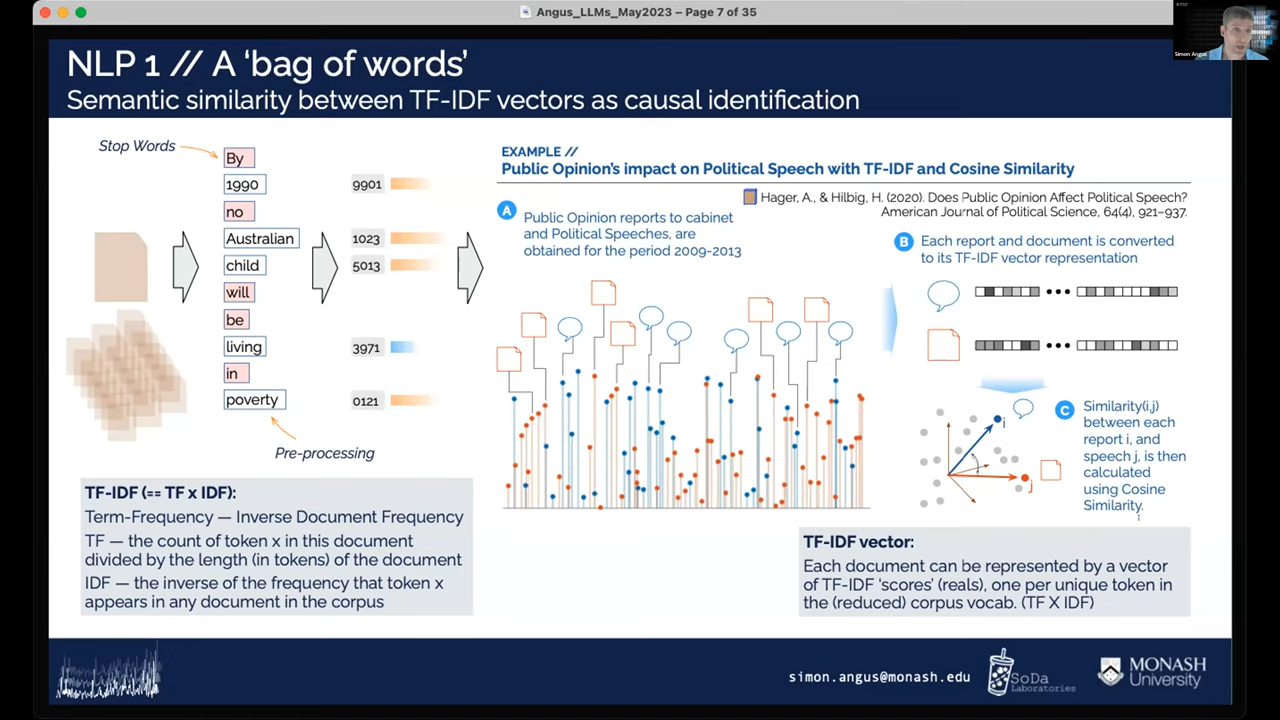 Angus_LLMs_May2023 – Page 7 of 35
Simon Angus
NLP 1 // A ‘bag of words’
Semantic similarity between TF-IDF vectors as causal identification
Stop Words
By
1990
no
Australian
child
will
be
living
in
poverty
9901
1023
5013
3971
0121
Pre-processing
TF-IDF (== TF x IDF):
Term-Frequency — Inverse Document Frequency
TF — the count of token x in this document
divided by the length (in tokens) of the document
IDF — the inverse of the frequency that token x
appears in any document in the corpus
EXAMPLE //
Public Opinion’s impact on Political Speech with TF-IDF and Cosine Similarity
Hager, A., & Hilbig, H. (2020). Does Public Opinion Affect Political Speech?
American Journal of Political Science, 64(4), 921–937.
A
Public Opinion reports to cabinet
and Political Speeches, are
obtained for the period 2009-2013
B
Each report and document is converted
to its TF-IDF vector representation
C
Similarity(i,j)
between each
report i, and
speech j, is then
calculated
using Cosine
Similarity.
i
j
TF-IDF vector:
Each document can be represented by a vector
of TF-IDF ‘scores’ (reals), one per unique token in
the (reduced) corpus vocab. (TF X IDF)
simon.angus@monash.edu
SoDa
Laboratories
MONASH
University